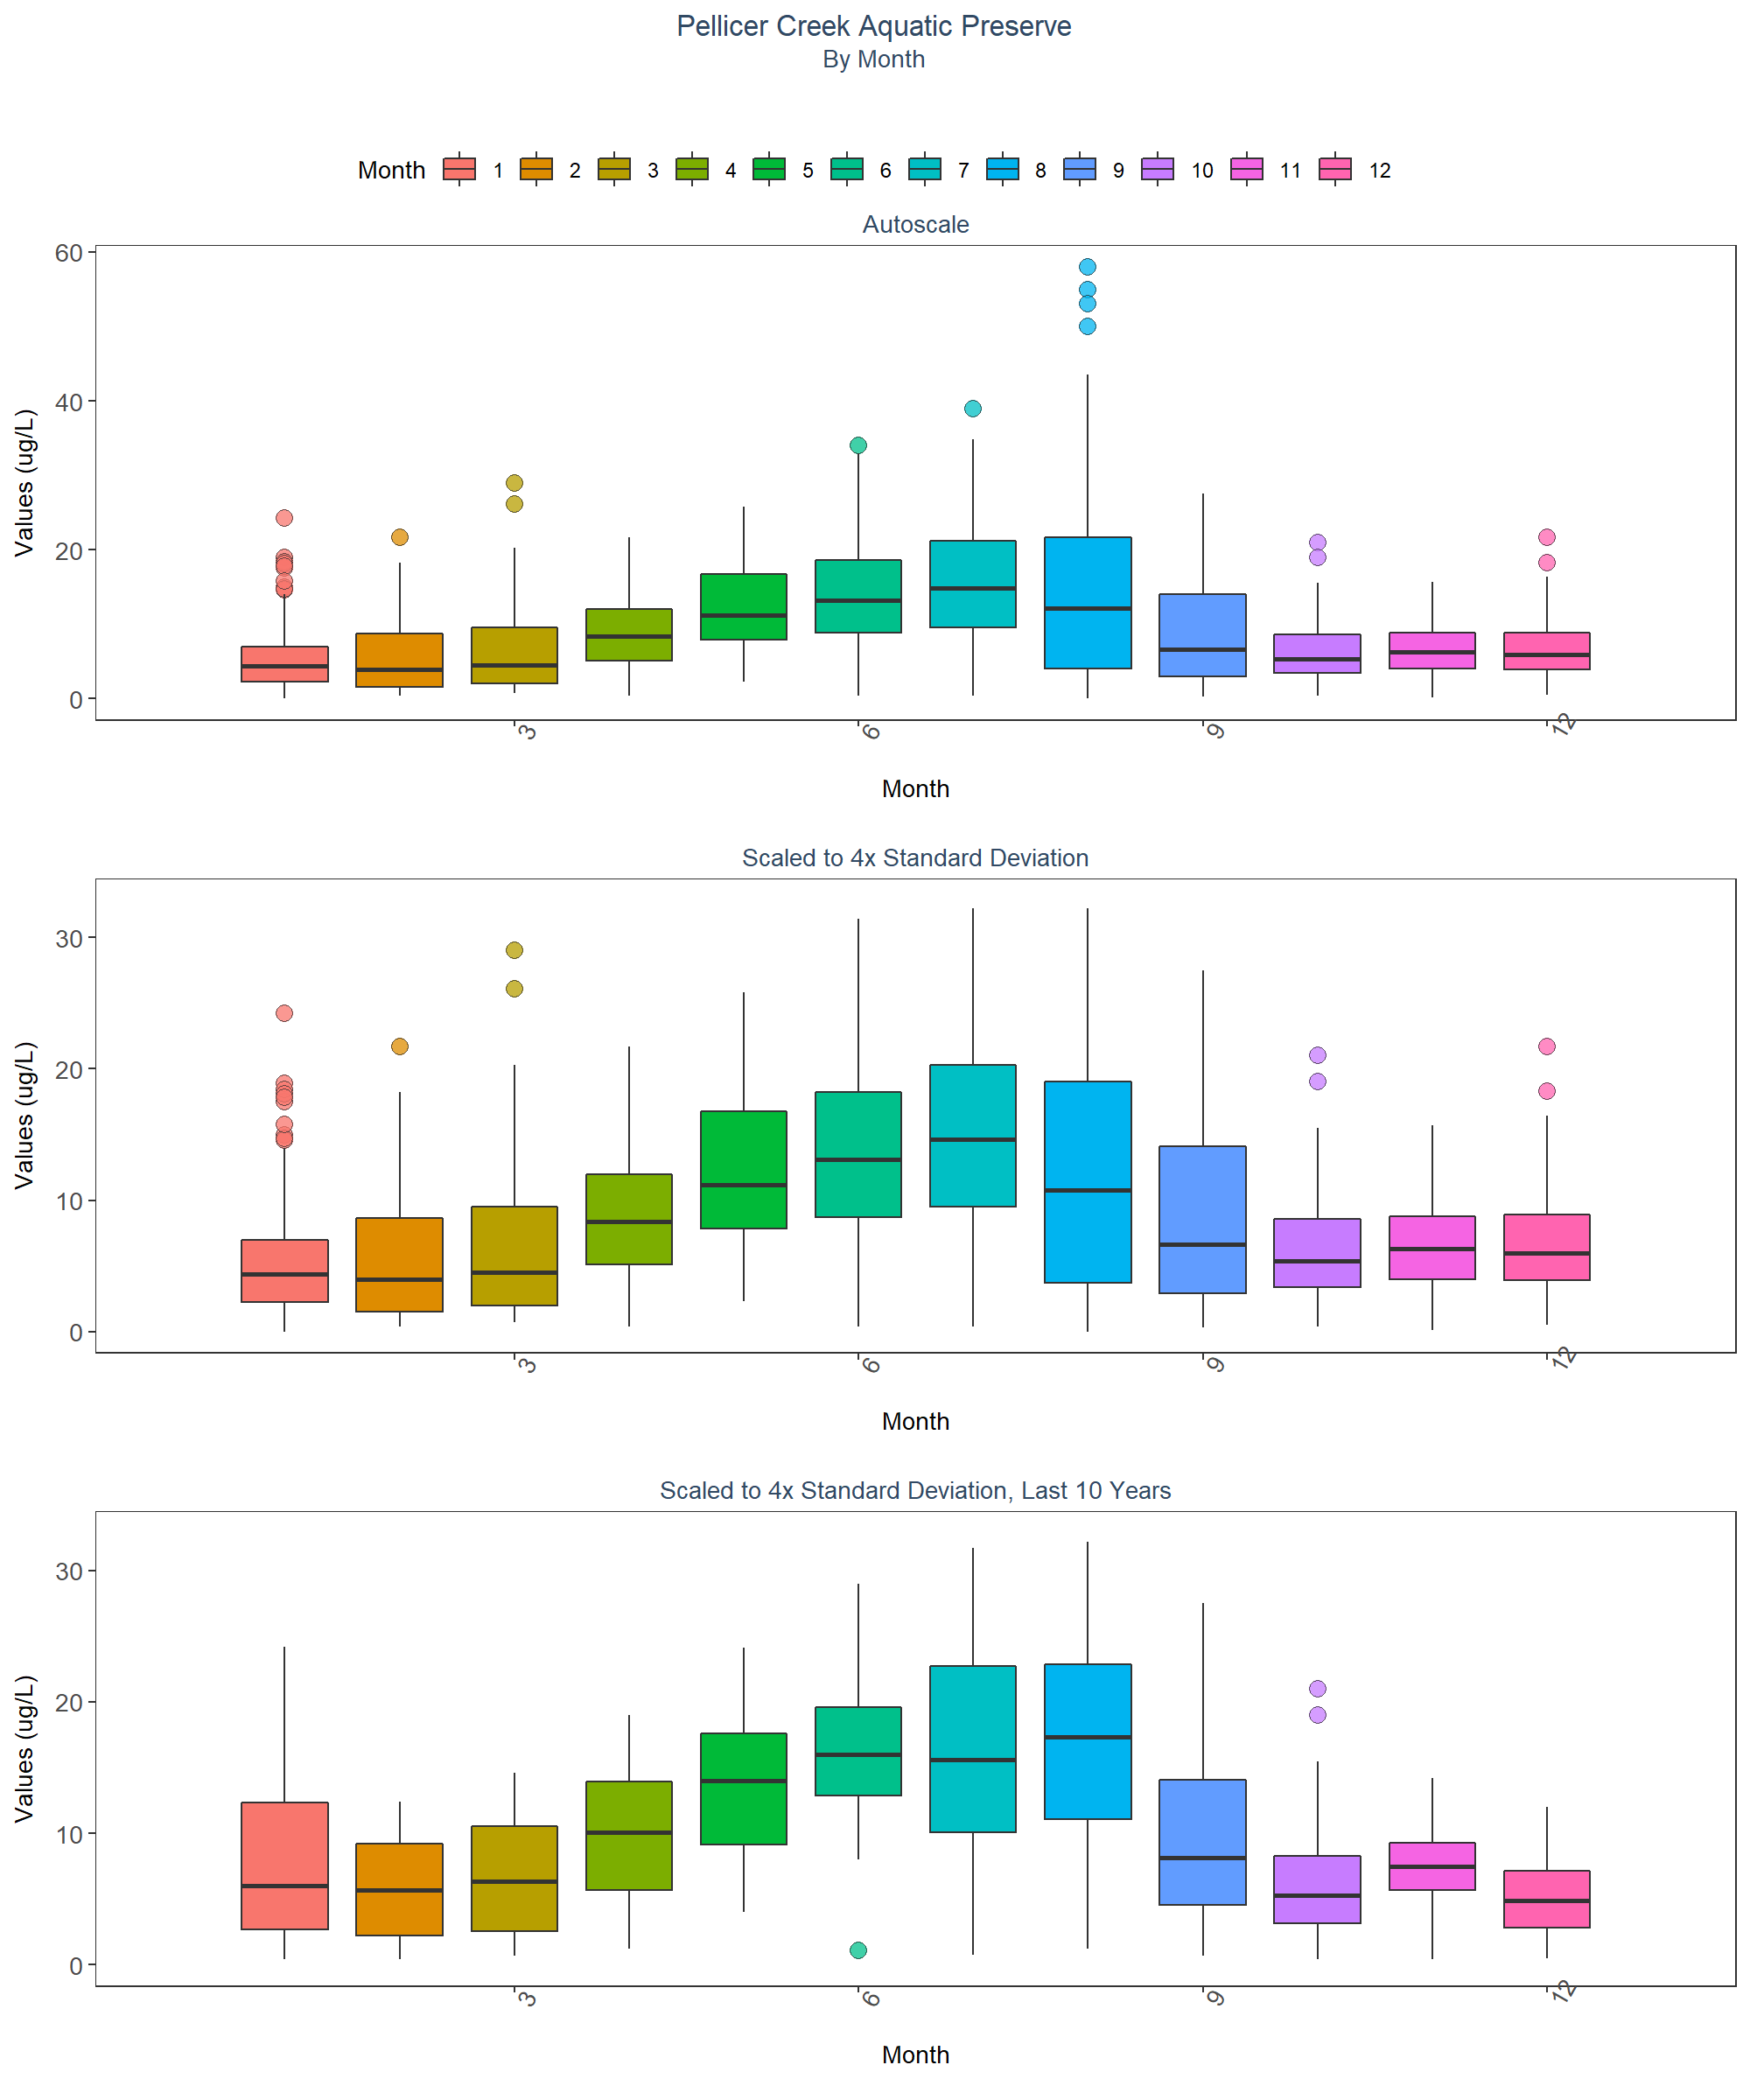 Pellicer Creek Aquatic Preserve
By Month
Month 1 2 3 4 5 6 7 8 9 10 11 12
Autoscale
Values (ug/L)
60
40
20
0
3 6 9 12
Month
Scaled to 4x Standard Deviation
Values (ug/L)
30
20
10
0
3 6 9 12
Month
Scaled to 4x Standard Deviation, Last 10 Years
Values (ug/L)
30
20
10
0
3 6 9 12
Month